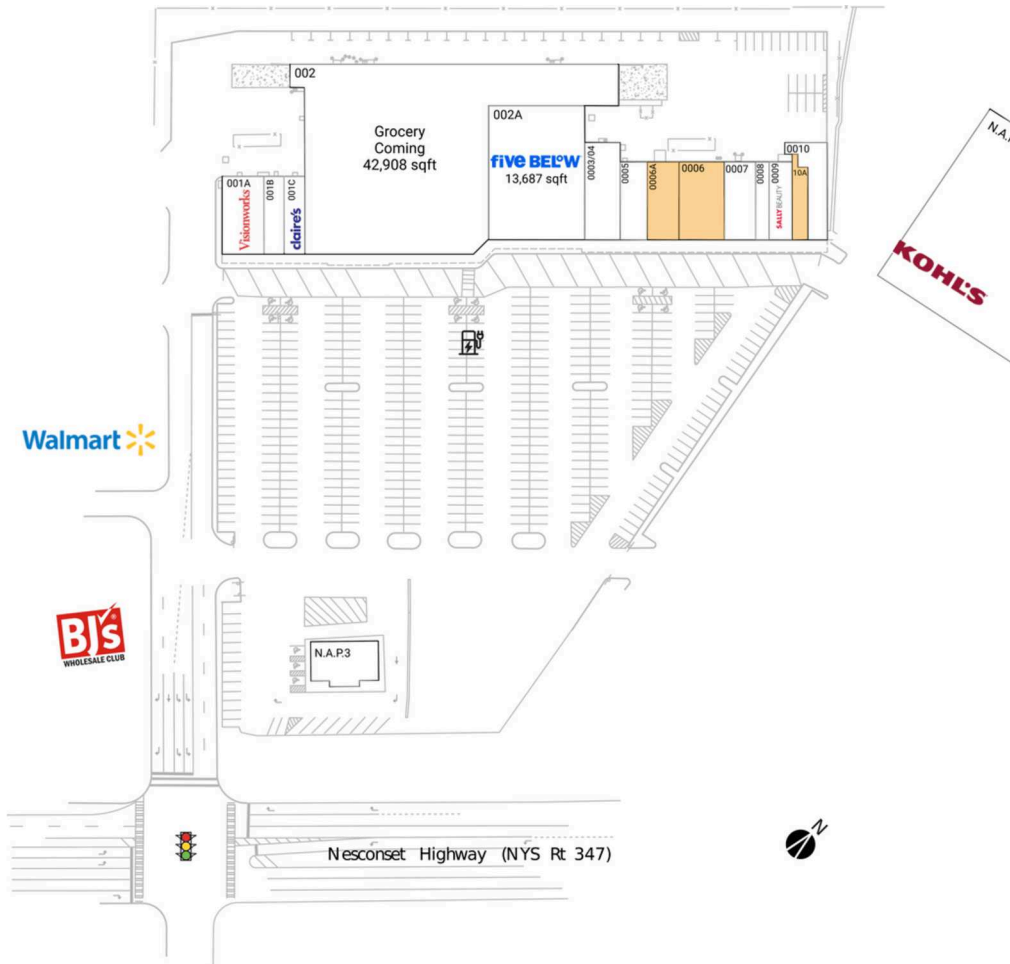 002
Grocery
Coming
42,908 sqft
002A
five BELOW
13,687 sqft
0003/04
0005
0006A
0006
0007
0008
0009
SALLY BEAUTY
0010
10A
001A
Visionworks
001B
001C
claire's
N.A.P.
KOHL'S
Walmart
BJ's
WHOLESALE CLUB
N.A.P.3
Nesconset Highway (NYS Rt 347)
N